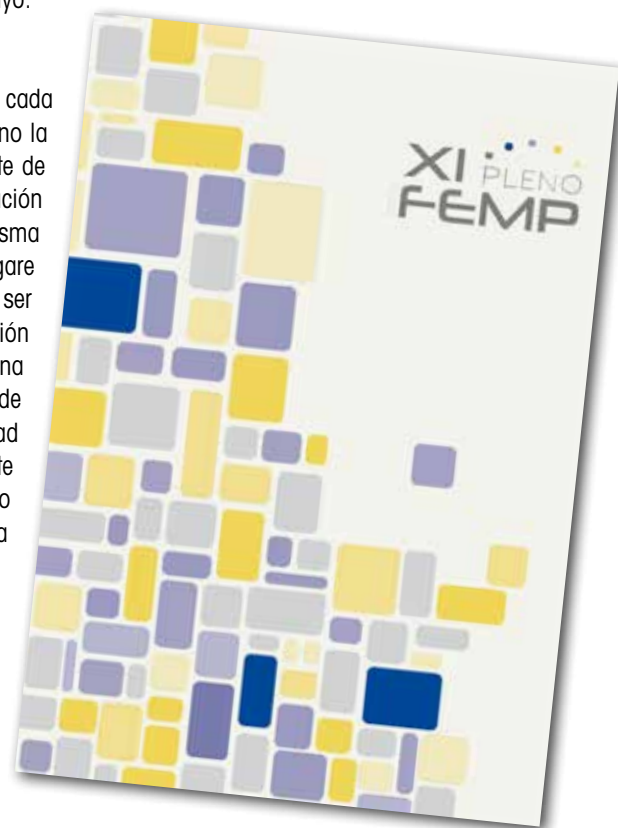 yo.
cada
no la
te de
ción
sma
gare
ser
ión
na
de
ad
te
o
a
XI PLENO
FEMP